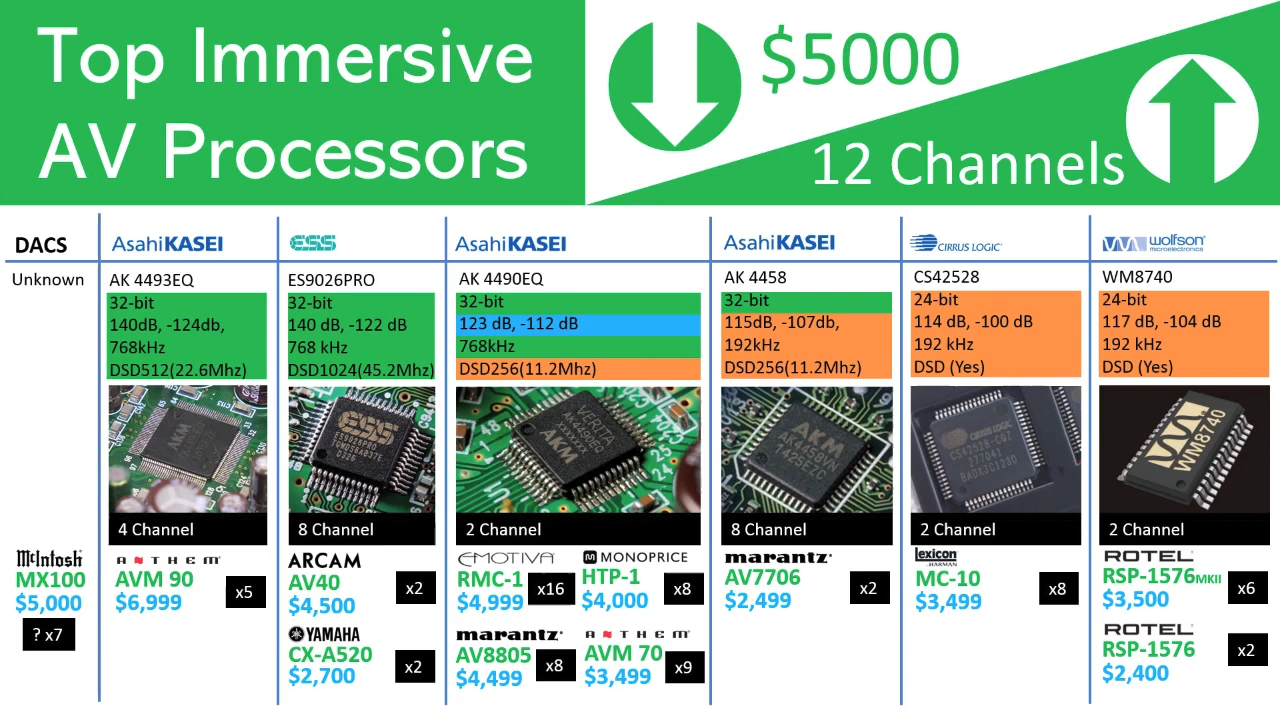 Top Immersive
AV Processors
$5000
12 Channels
DACS
Unknown
McIntosh
MX100
$5,000
? x7
AsahiKASEI
AK 4493EQ
32-bit
140dB, -124db,
768kHz
DSD512(22.6Mhz)
AKM
4 Channel
ANTHEM
AVM 90
$6,999
x5
ESS
ES9026PRO
32-bit
140 dB, -122 dB
768 kHz
DSD1024(45.2Mhz)
ESS
ES9026PRO
8 Channel
ARCAM
AV40
$4,500
x2
YAMAHA
CX-A520
$2,700
x2
AsahiKASEI
AK 4490EQ
32-bit
123 dB, -112 dB
768kHz
DSD256(11.2Mhz)
AKM
2 Channel
EMOTIVA
RMC-1
$4,999
x16
MONOPRICE
HTP-1
$4,000
x8
marantz
AV8805
$4,499
x8
ANTHEM
AVM 70
$3,499
x9
AsahiKASEI
AK 4458
32-bit
115dB, -107db,
192kHz
DSD256(11.2Mhz)
AKM
AK4458VN
8 Channel
marantz
AV7706
$2,499
x2
CIRRUS LOGIC
CS42528
24-bit
114 dB, -100 dB
192 kHz
DSD (Yes)
CIRRUS LOGIC
CS42528-CQZ
2 Channel
lexicon
HARMAN
MC-10
$3,499
x8
wolfson
microelectronics
WM8740
24-bit
117 dB, -104 dB
192 kHz
DSD (Yes)
WM8740
2 Channel
ROTEL
RSP-1576MKII
$3,500
x6
ROTEL
RSP-1576
$2,400
x2